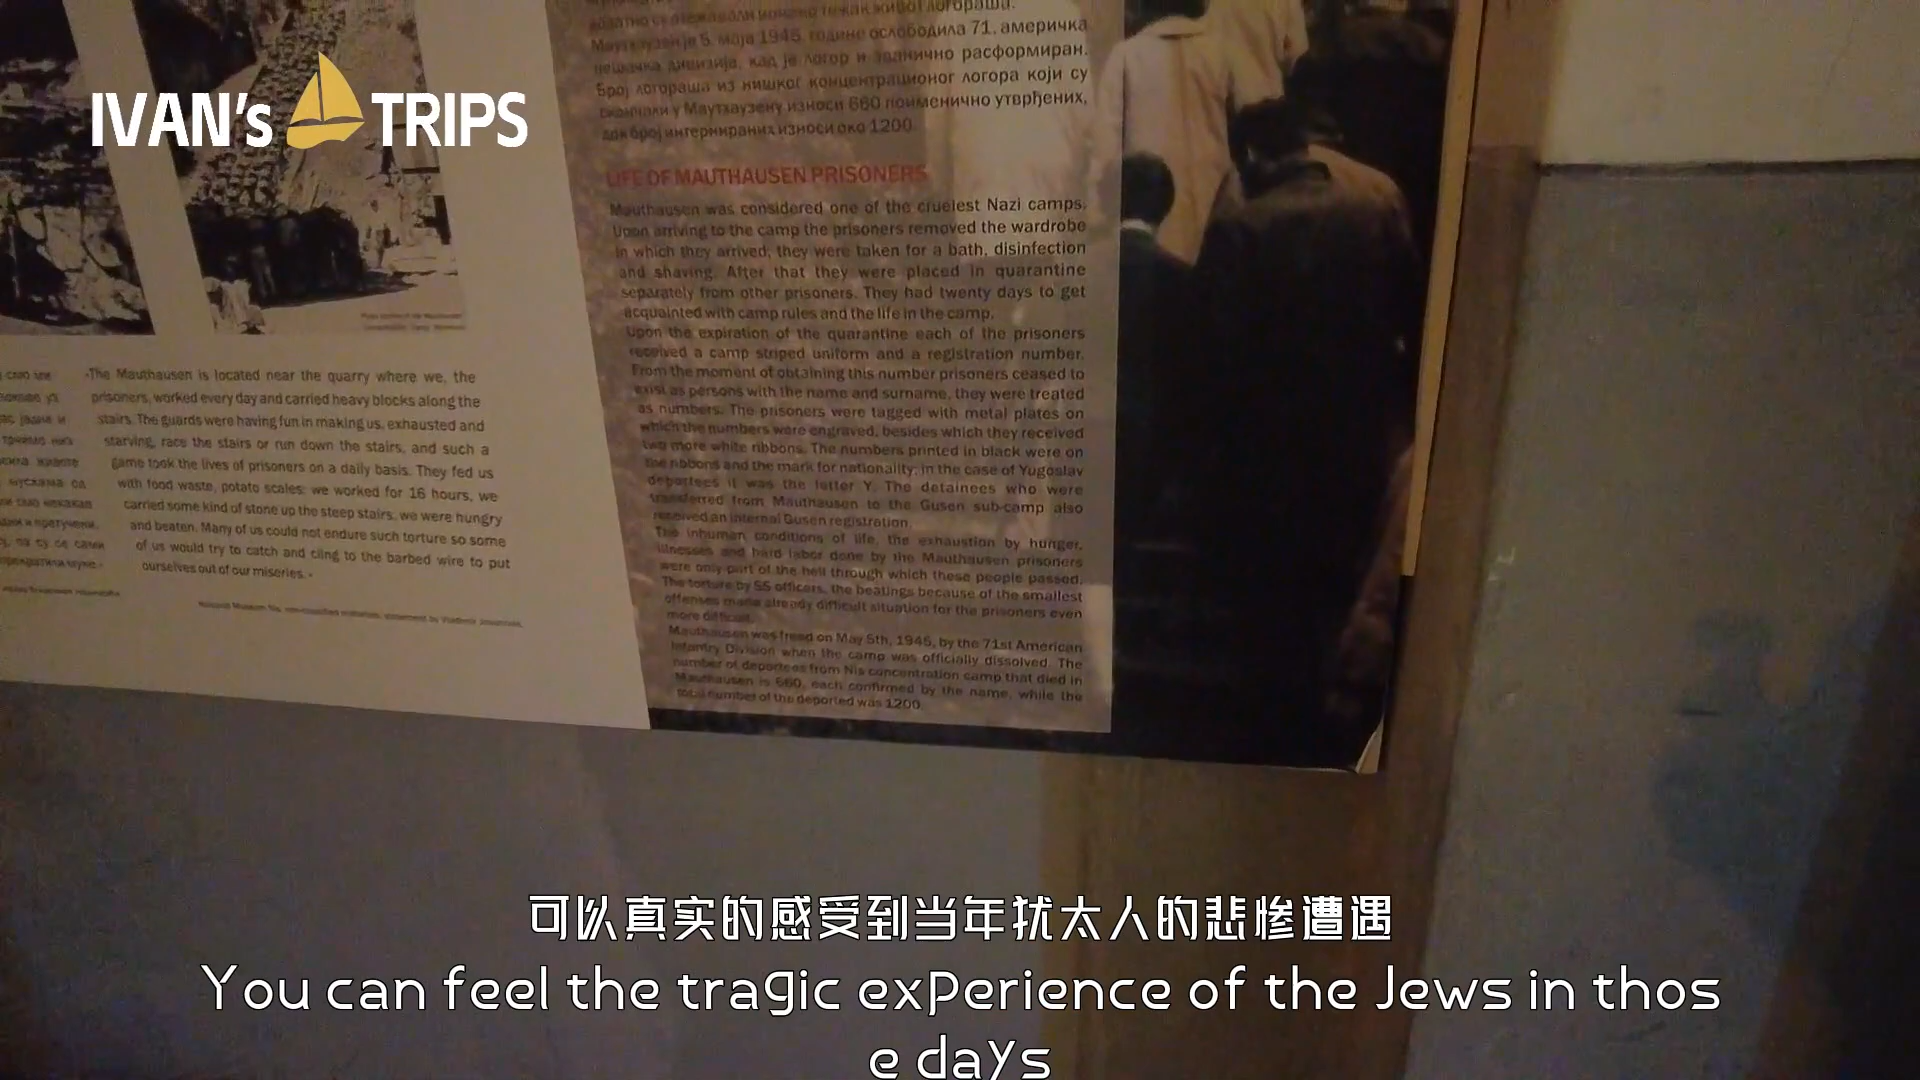 IVAN's TRIPS
Маутхаузен је 5. маја 1945. године ослободила 71. америчка
пешачка дивизија, кад је логор и званично расформиран.
Број логораша из нишког концентрационог логора који су
скончали у Маутхаузену износи 660 поименично утврђених,
док број интернираних износи око 1200.
LIFE OF MAUTHAUSEN PRISONERS
Mauthausen was considered one of the cruelest Nazi camps.
Upon arriving to the camp the prisoners removed the wardrobe
in which they arrived; they were taken for a bath, disinfection
and shaving. After that they were placed in quarantine
separately from other prisoners. They had twenty days to get
acquainted with camp rules and the life in the camp.
Upon the expiration of the quarantine each of the prisoners
received a camp striped uniform and a registration number.
From the moment of obtaining this number prisoners ceased to
exist as persons with the name and surname, they were treated
as numbers. The prisoners were tagged with metal plates on
which the numbers were engraved, besides which they received
two more white ribbons. The numbers printed in black were on
the ribbons and the mark for nationality; in the case of Yugoslav
deportees it was the letter Y. The detainees who were
transferred from Mauthausen to the Gusen sub-camp also
received an internal Gusen registration.
The inhuman conditions of life, the exhaustion by hunger,
illnesses and hard labor done by the Mauthausen prisoners
were only part of the hell through which these people passed.
The torture by SS officers, the beatings because of the smallest
offenses made already difficult situation for the prisoners even
more difficult.
Mauthausen was freed on May 5th, 1945, by the 71st American
Infantry Division when the camp was officially dissolved. The
number of deportees from Nis concentration camp that died in
Mauthausen is 660, each confirmed by the name, while the
total number of the deported was 1200.
«The Mauthausen is located near the quarry where we, the
prisoners, worked every day and carried heavy blocks along the
stairs. The guards were having fun in making us, exhausted and
starving, race the stairs or run down the stairs, and such a
game took the lives of prisoners on a daily basis. They fed us
with food waste, potato scales; we worked for 16 hours, we
carried some kind of stone up the steep stairs, we were hungry
and beaten. Many of us could not endure such torture so some
of us would try to catch and cling to the barbed wire to put
ourselves out of our miseries.»
可以真实的感受到当年犹太人的悲惨遭遇
You can feel the tragic experience of the Jews in thos
e days